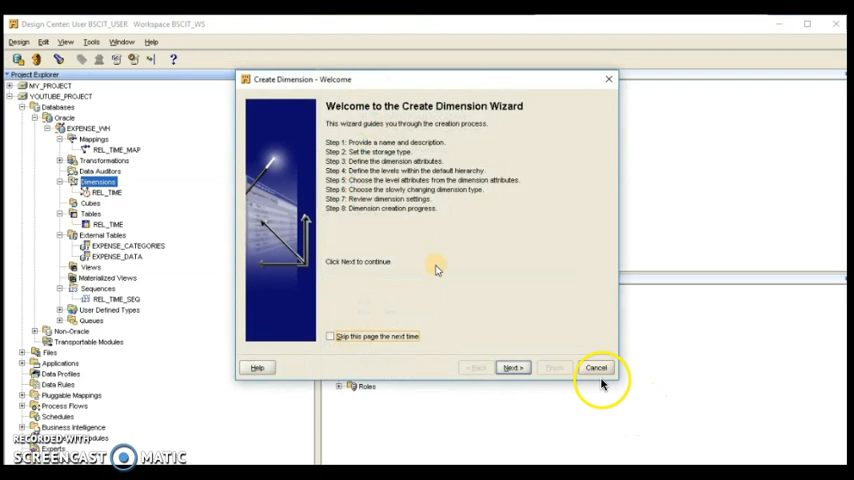 Design Center: User BSCIT_USER   Workspace BSCIT_WS
Design Edit View Tools Window Help
Project Explorer
MY_PROJECT
YOUTUBE_PROJECT
Databases
Oracle
EXPENSE_WH
Mappings
REL_TIME_MAP
Transformations
Data Auditors
Dimensions
REL_TIME
Cubes
Tables
REL_TIME
External Tables
EXPENSE_CATEGORIES
EXPENSE_DATA
Views
Materialized Views
Sequences
REL_TIME_SEQ
User Defined Types
Queues
Non-Oracle
Transportable Modules
Files
Applications
Data Profiles
Data Rules
Pluggable Mappings
Process Flows
Schedules
Business Intelligence
Experts
Create Dimension - Welcome
Welcome to the Create Dimension Wizard
This wizard guides you through the creation process.
Step 1: Provide a name and description.
Step 2: Set the storage type.
Step 3: Define the dimension attributes.
Step 4: Define the levels within the default hierarchy.
Step 5: Choose the level attributes from the dimension attributes.
Step 6: Choose the slowly changing dimension type.
Step 7: Review dimension settings.
Step 8: Dimension creation progress.
Click Next to continue
Skip this page the next time
Help < Back Next > Finish Cancel
Roles
RECORDED WITH
SCREENCAST MATIC